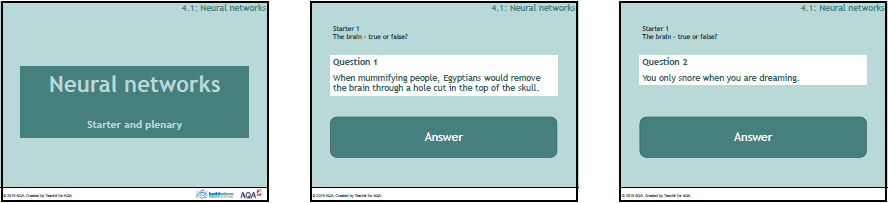 4.1: Neural networks
Neural networks
Starter and plenary
© 2015 AQA. Created by Teachit for AQA.
AQA
4.1: Neural networks
Starter 1
The brain – true or false?
Question 1
When mummifying people, Egyptians would remove
the brain through a hole cut in the top of the skull.
Answer
© 2015 AQA. Created by Teachit for AQA.
4.1: Neural networks
Starter 1
The brain – true or false?
Question 2
You only snore when you are dreaming.
Answer
© 2015 AQA. Created by Teachit for AQA.